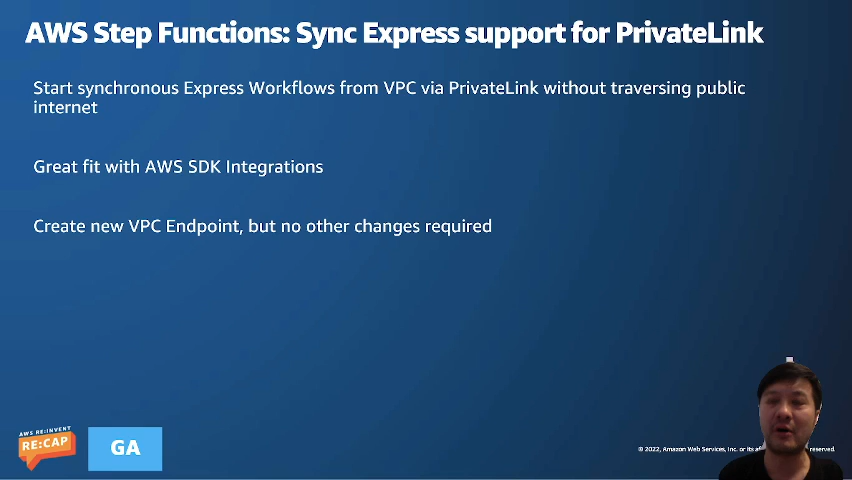 AWS Step Functions: Sync Express support for PrivateLink
Start synchronous Express Workflows from VPC via PrivateLink without traversing public
internet
Great fit with AWS SDK Integrations
Create new VPC Endpoint, but no other changes required
AWS RE:INVENT
RE:CAP
GA
© 2022, Amazon Web Services, Inc. or its reserved.